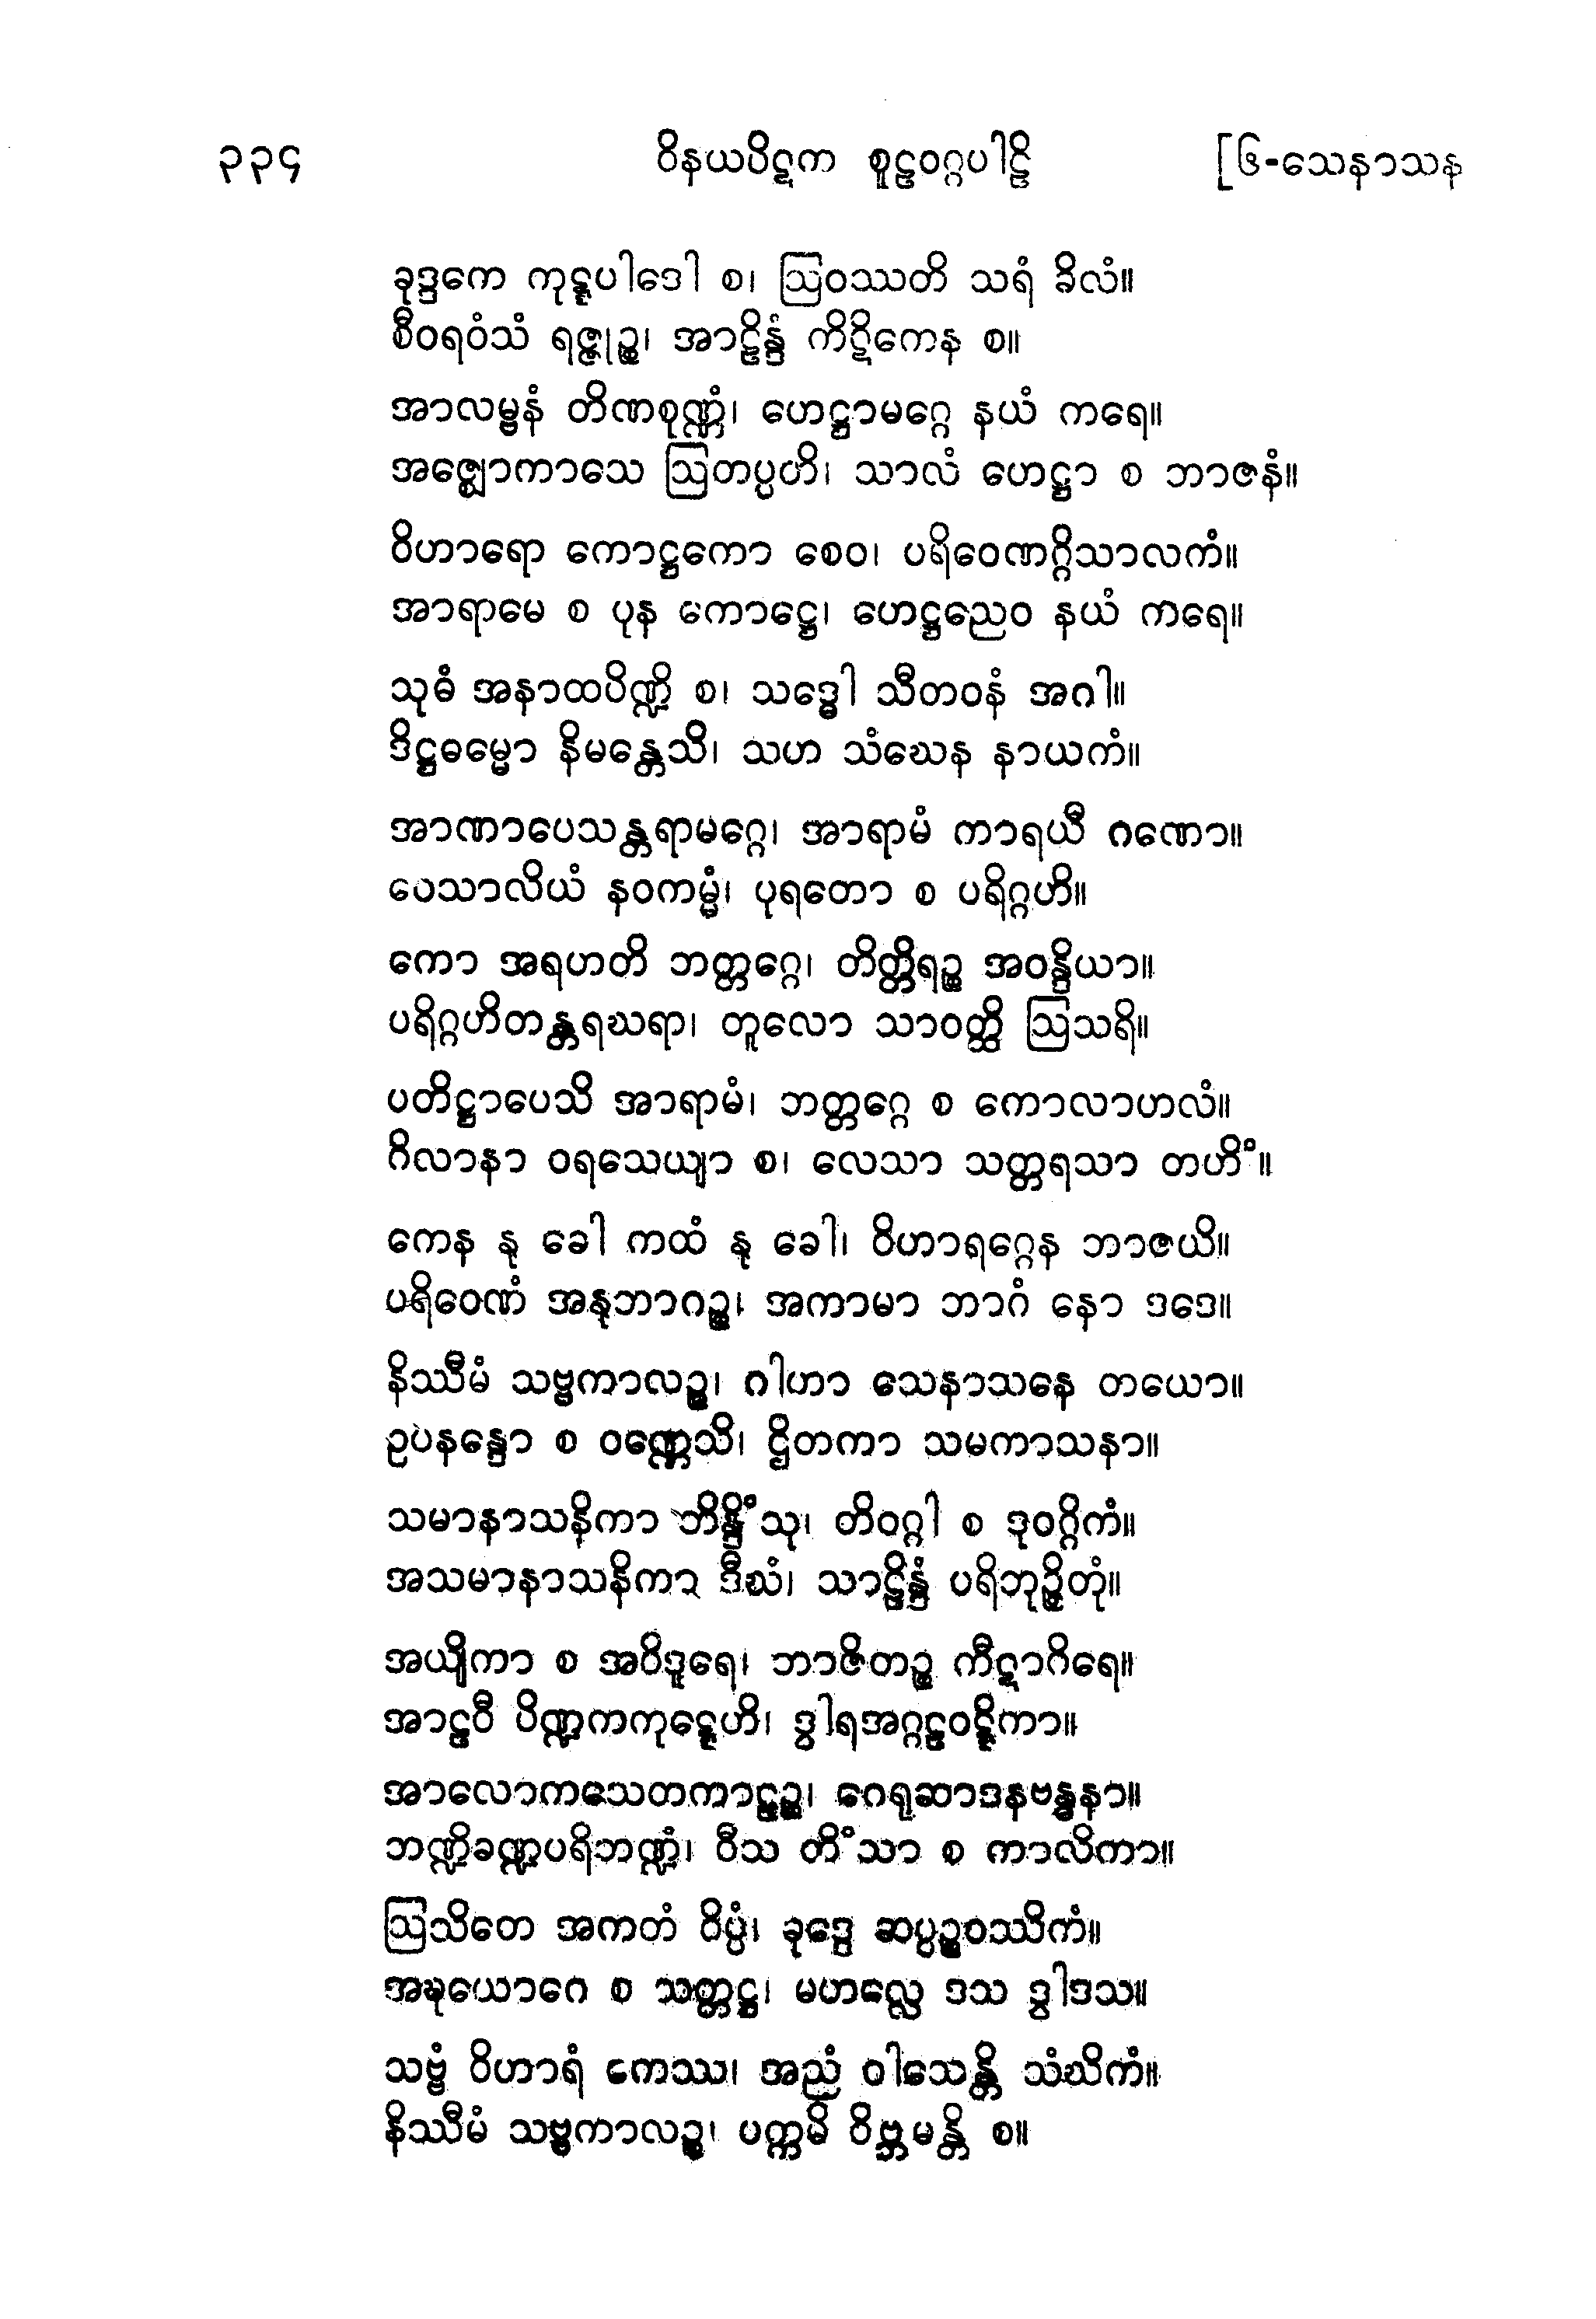 ၃၃၄ ဝိနယပိဋက စူဠဝဂ္ဂပါဠိ [၆-သေနာသန
ခုဒ္ဒကေ ကုဋ္ဋပါဒေါ စ၊ ဩဝဿတိ သရံ ခိလံ။
စီဝရဝံသံ ရဇ္ဇုဉ္စ၊ အာဠိန္ဒံ ကိဋိကေန စ။
အာလမ္ဗနံ တိဏစုဏ္ဏံ၊ ဟေဋ္ဌာမဂ္ဂေ နယံ ကရေ။
အဇ္ဈောကာသေ ဩတပ္ပတိ၊ သာလံ ဟေဋ္ဌာ စ ဘာဇနံ။
ဝိဟာရော ကောဋ္ဌကော စေဝ၊ ပရိဝေဏဂ္ဂိသာလကံ။
အာရာမေ စ ပုန ကောဋ္ဌေ၊ ဟေဋ္ဌညေဝ နယံ ကရေ။
သုဓံ အနာထပိဏ္ဍိ စ၊ သဒ္ဓေါ သီတဝနံ အဂါ။
ဒိဋ္ဌဓမ္မော နိမန္တေသိ၊ သဟ သံဃေန နာယကံ။
အာဏာပေသန္တရာမဂ္ဂေ၊ အာရာမံ ကာရယီ ဂဏော။
ဝေသာလိယံ နဝကမ္မံ၊ ပုရတော စ ပရိဂ္ဂဟိ။
ကော အရဟတိ ဘတ္တဂ္ဂေ၊ တိတ္တိရဉ္စ အဝန္ဒိယာ။
ပရိဂ္ဂဟိတန္တရဃရာ၊ တူလော သာဝတ္ထိ ဩသရိ။
ပတိဋ္ဌာပေသိ အာရာမံ၊ ဘတ္တဂ္ဂေ စ ကောလာဟလံ။
ဂိလာနာ ဝရသေယျာ စ၊ လေသာ သတ္တရသာ တဟိံ။
ကေန နု ခေါ ကထံ နု ခေါ၊ ဝိဟာရဂ္ဂေန ဘာဇယိ။
ပရိဝေဏံ အနုဘာဂဉ္စ၊ အကာမာ ဘာဂံ နော ဒဒေ။
နိဿီမံ သဗ္ဗကာလဉ္စ၊ ဂါဟာ သေနာသနေ တယော။
ဥပနန္ဒော စ ဝဏ္ဏေသိ၊ ဌိတကာ သမကာသနာ။
သမာနာသနိကာ ဘိန္ဒိံသု၊ တိဝဂ္ဂါ စ ဒုဝဂ္ဂိကံ။
အသမာနာသနိကာ ဒီဃံ၊ သာဠိန္ဒံ ပရိဘုဉ္ဇိတုံ။
အယျိကာ စ အဝိဒူရေ၊ ဘာဇိတဉ္စ ကီဋာဂိရေ။
အာဠဝီ ပိဏ္ဍကကုဋ္ဋေဟိ၊ ဒွါရအဂ္ဂဠဝဋ္ဋိကာ။
အာလောကသေတကာဠဉ္စ၊ ဂေရုဆာဒနဗန္ဓနာ။
ဘဏ္ဍိခဏ္ဍပရိဘဏ္ဍံ၊ ဝီသ တိံသာ စ ကာလိကာ။
ဩသိတေ အကတံ ဝိပ္ပံ၊ ခုဒ္ဒေ ဆပ္ပဉ္စဝဿိကံ။
အဍ္ဎယောဂေ စ သတ္တဋ္ဌ၊ မဟလ္လေ ဒသ ဒွါဒသ။
သဗ္ဗံ ဝိဟာရံ ကေဿ၊ အညံ ဝါသေန္တိ သံဃိကံ။
နိဿီမံ သဗ္ဗကာလဉ္စ၊ ပက္ကမိ ဝိဗ္ဘမန္တိ စ။